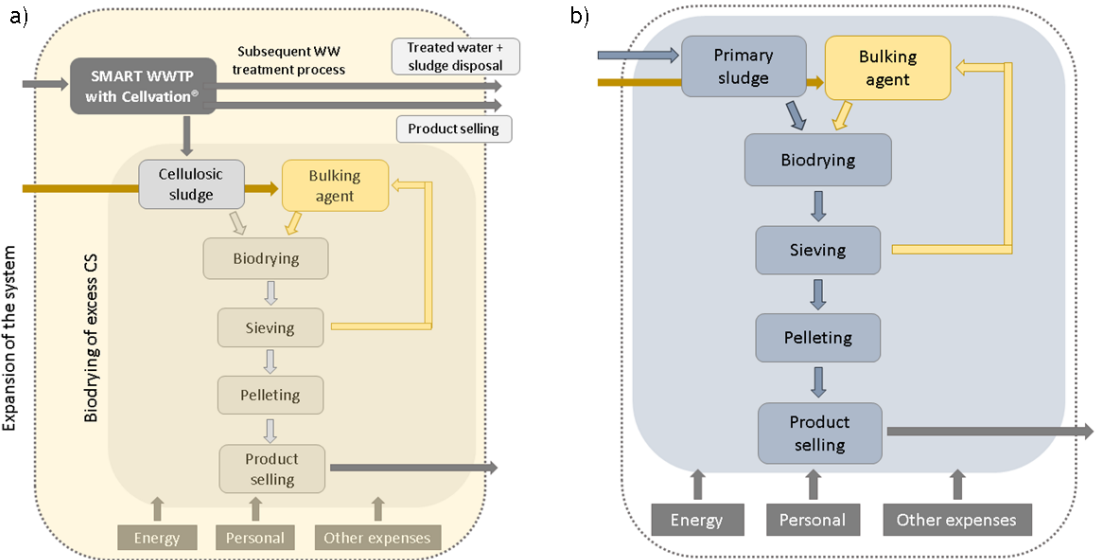 a)
SMART WWTP
with Cellvation®
Subsequent WW
treatment process
Treated water +
sludge disposal
Product selling
Cellulosic
sludge
Bulking
agent
Biodrying
Sieving
Pelleting
Product
selling
Energy
Personal
Other expenses
Expansion of the system
Biodrying of excess CS
b)
Primary
sludge
Bulking
agent
Biodrying
Sieving
Pelleting
Product
selling
Energy
Personal
Other expenses